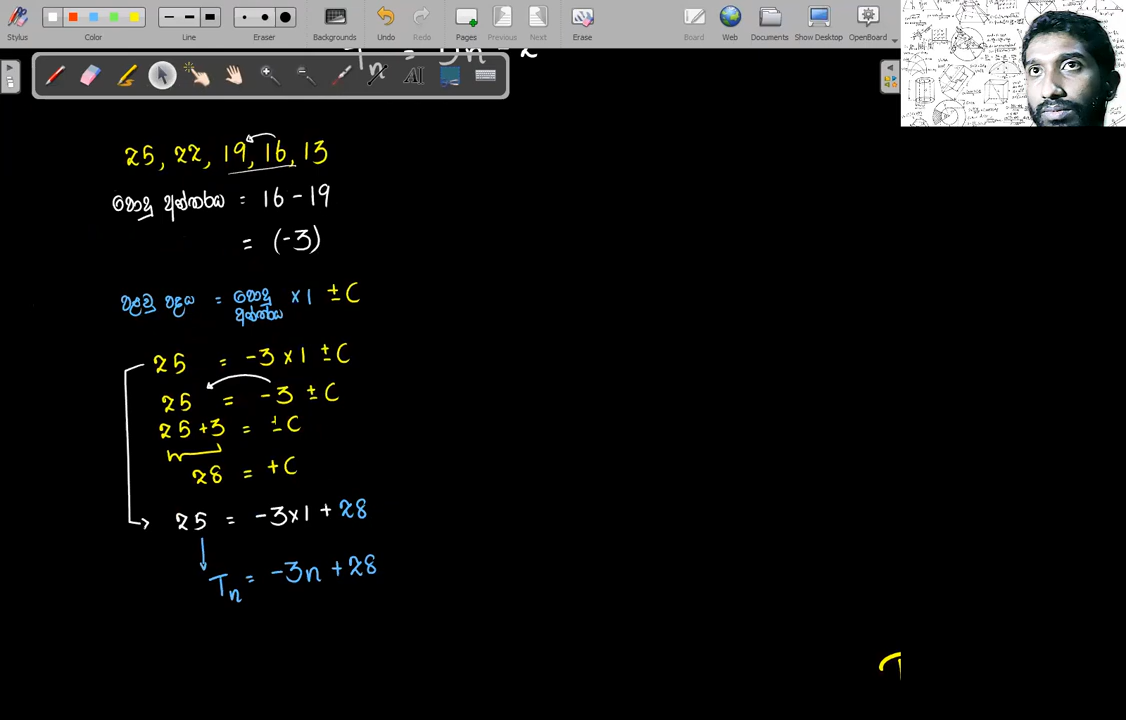 Stylus Color Line Eraser Backgrounds Undo Redo Pages Previous Next Erase Board Web Documents Show Desktop OpenBoard
25, 22, 19, 16, 13
පොදු අන්තරය = 16 - 19
= (-3)
පළමු පදය = පොදු අන්තරය × 1 ± C
25 = -3 × 1 ± C
25 = -3 ± C
25 + 3 = ± C
28 = + C
25 = -3×1 + 28
Tn = -3n + 28